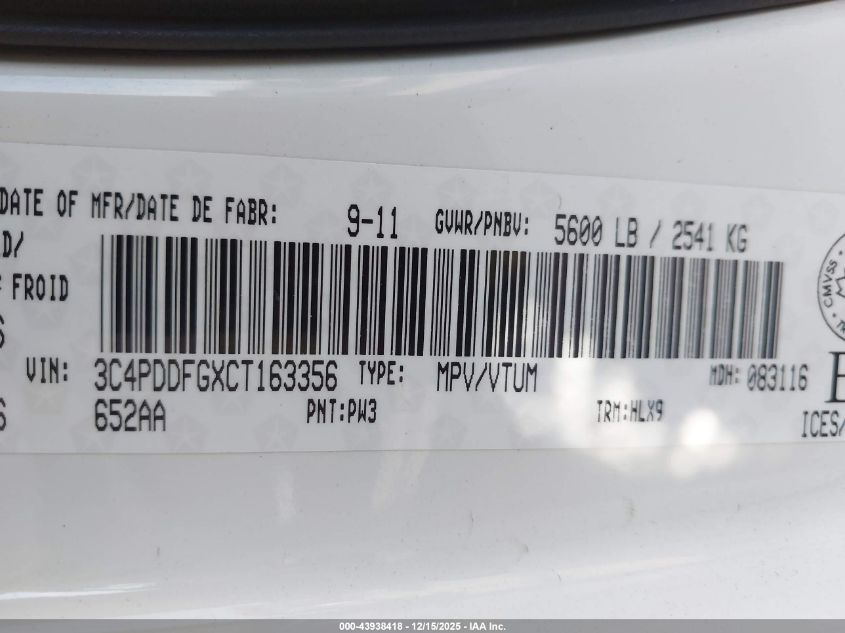 DATE OF MFR/DATE DE FABR: 9-11 GVWR/PNBV: 5600 LB / 2541 KG
D/
FROID
CMVSS
VIN: 3C4PDDFGXCT163356 TYPE: MPV/VTUM MDH: 083116
652AA PNT:PW3 TRM:HLX9 ICES/
000-43938418 - 12/15/2025 - IAA Inc.